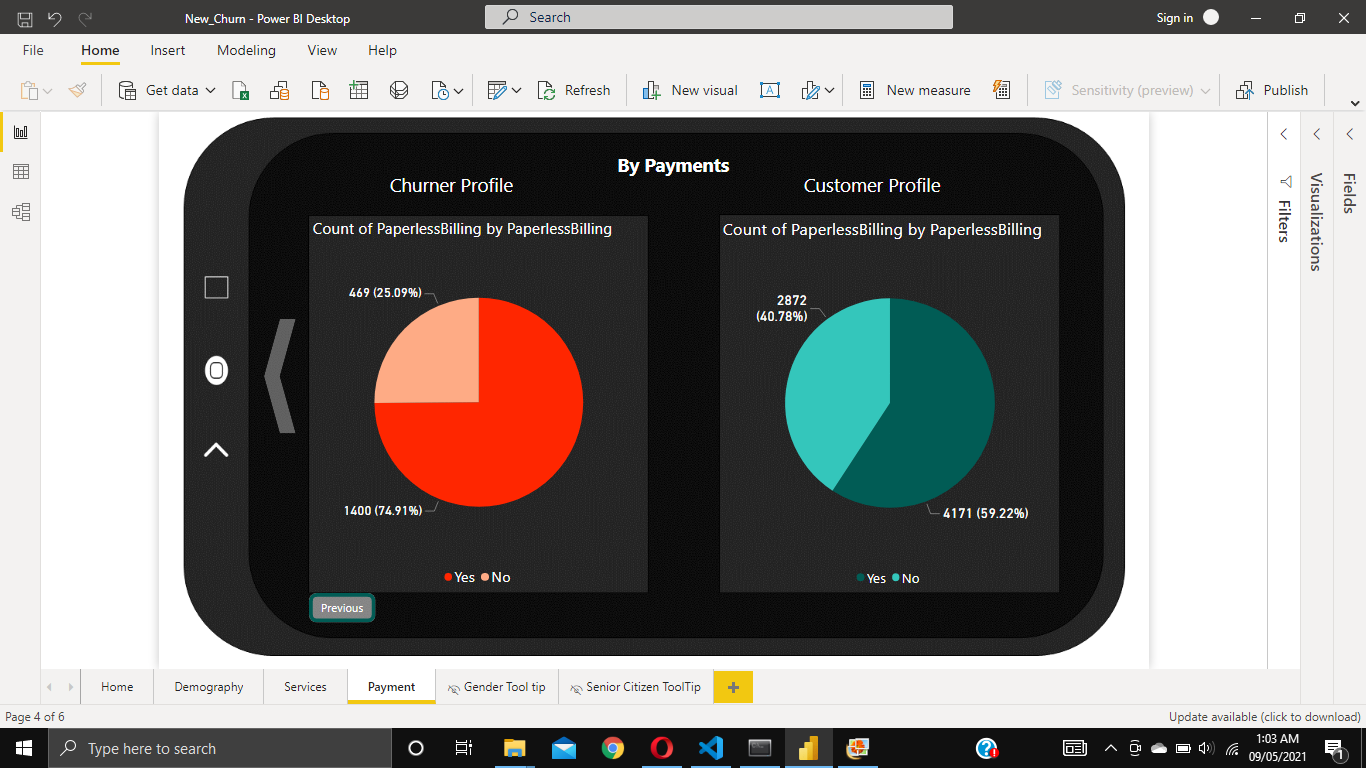 New_Churn - Power BI Desktop
Search
Sign in
File
Home
Insert
Modeling
View
Help
Get data
Refresh
New visual
A
New measure
Sensitivity (preview)
Publish
By Payments
Churner Profile
Customer Profile
Count of PaperlessBilling by PaperlessBilling
469 (25.09%)
1400 (74.91%)
Yes
No
Count of PaperlessBilling by PaperlessBilling
2872
(40.78%)
4171 (59.22%)
Yes
No
Previous
Filters
Visualizations
Fields
Home
Demography
Services
Payment
Gender Tool tip
Senior Citizen ToolTip
Page 4 of 6
Update available (click to download)
Type here to search
1:03 AM
09/05/2021
1